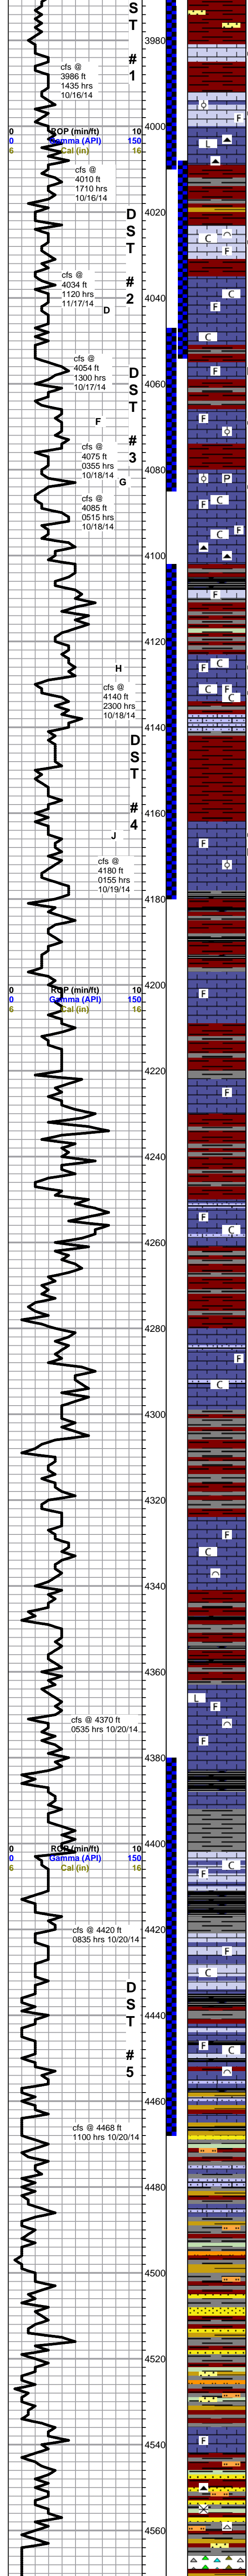 S
T
3980
#
1
cfs @
3986 ft
1435 hrs
10/16/14
4000
0 ROP (min/ft) 10
0 Gamma (API) 150
6 Cal (in) 16
F
L
cfs @
4010 ft
1710 hrs
10/16/14
D
S
T
4020
C
F
#
2
cfs @
4034 ft
1120 hrs
11/17/14
D
4040
C
F
C
cfs @
4054 ft
1300 hrs
10/17/14
D
S
T
F
4060
F
F
#
3
cfs @
4075 ft
0355 hrs
10/18/14
4080
P
G
cfs @
4085 ft
0515 hrs
10/18/14
C
F
F
C
4100
F
4120
C
F
H
C
F
C
cfs @
4140 ft
2300 hrs
10/18/14
4140
D
S
T
#
4
4160
J
F
cfs @
4180 ft
0155 hrs
10/19/14
4180
4200
0 ROP (min/ft) 10
0 Gamma (API) 150
6 Cal (in) 16
F
4220
F
4240
F
C
4260
4280
F
C
4300
4320
F
C
4340
4360
L
F
cfs @ 4370 ft
0535 hrs 10/20/14
F
4380
4400
0 ROP (min/ft) 10
0 Gamma (API) 150
6 Cal (in) 16
C
F
4420
cfs @ 4420 ft
0835 hrs 10/20/14
F
C
D
S
T
4440
F
C
#
5
4460
cfs @ 4468 ft
1100 hrs 10/20/14
4480
4500
4520
4540
F
4560